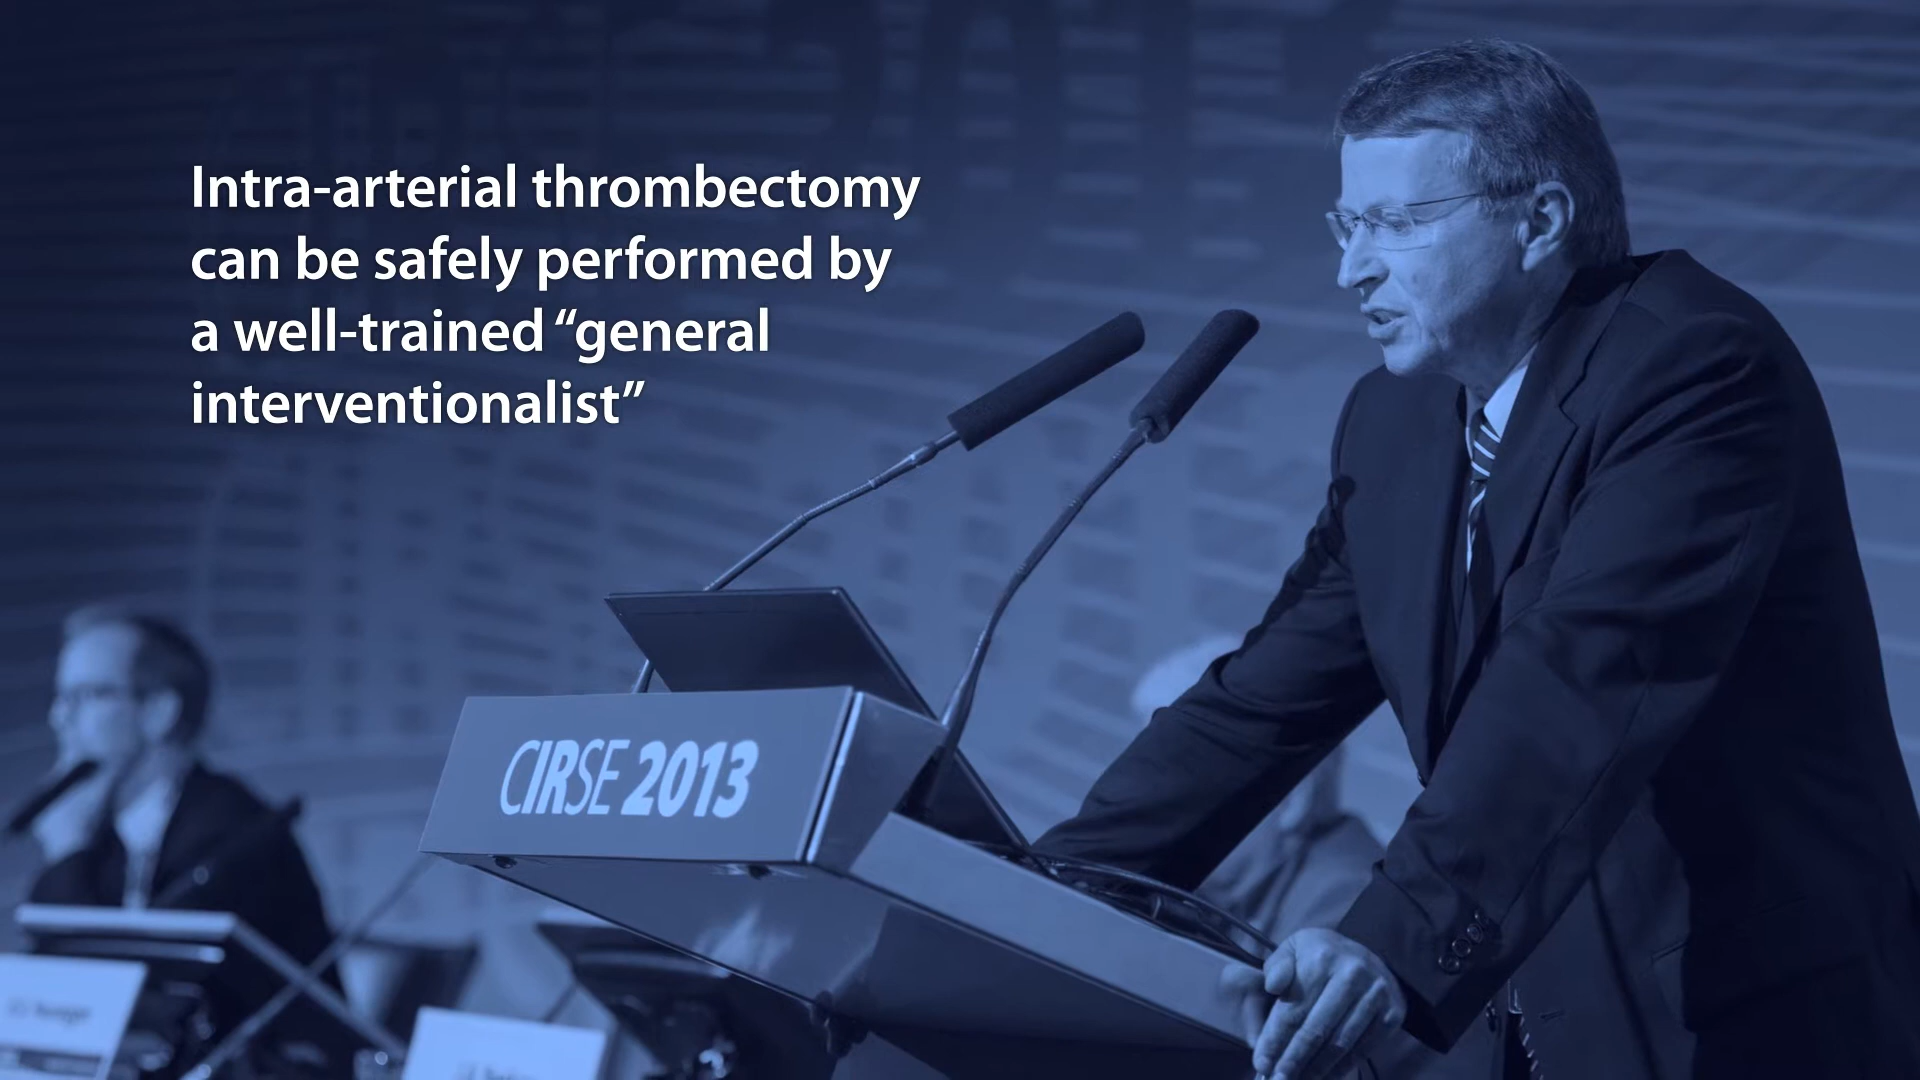 Intra-arterial thrombectomy
can be safely performed by
a well-trained “general
interventionalist”
CIRSE 2013